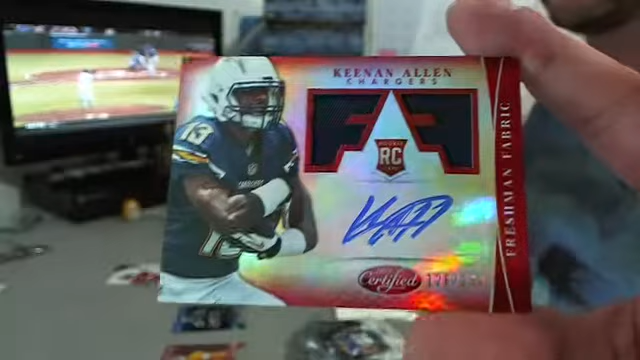 KEENAN ALLEN
CHARGERS
RC
FRESHMAN FABRIC
Certified
13